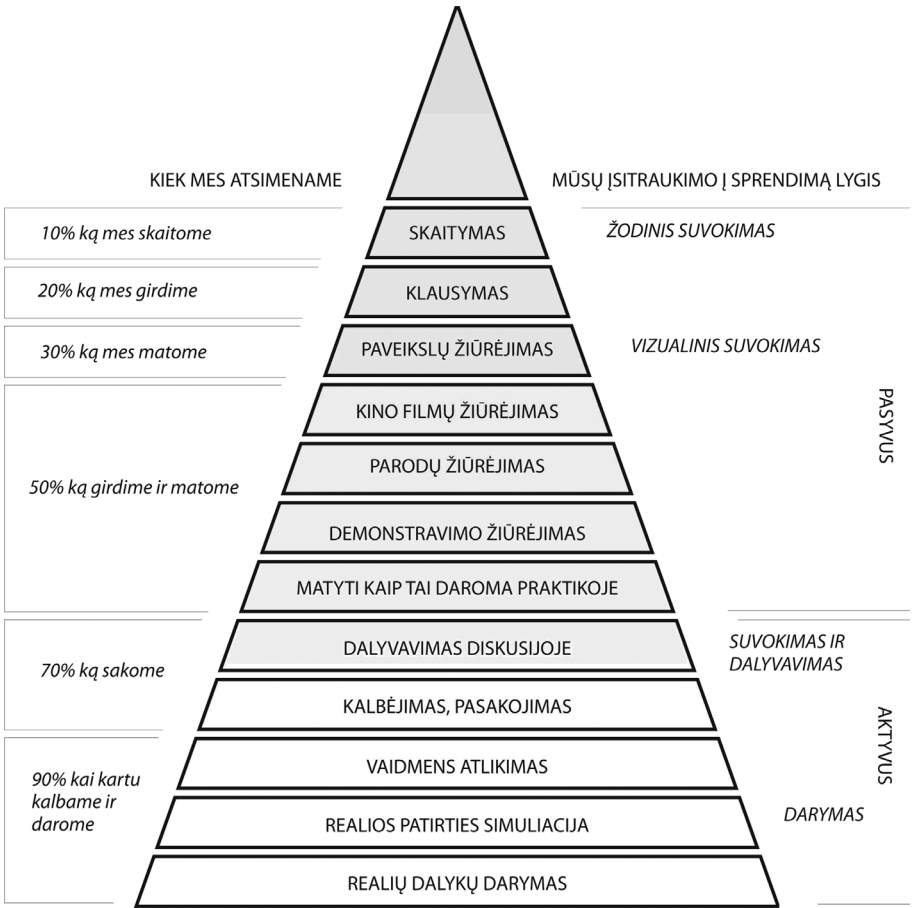 KIEK MES ATSIMENAME
MŪSŲ ĮSITRAUKIMO Į SPRENDIMĄ LYGIS
10% ką mes skaitome
SKAITYMAS
ŽODINIS SUVOKIMAS
20% ką mes girdime
KLAUSYMAS
30% ką mes matome
PAVEIKSLŲ ŽIŪRĖJIMAS
VIZUALINIS SUVOKIMAS
KINO FILMŲ ŽIŪRĖJIMAS
PASYVUS
PARODŲ ŽIŪRĖJIMAS
50% ką girdime ir matome
DEMONSTRAVIMO ŽIŪRĖJIMAS
MATYTI KAIP TAI DAROMA PRAKTIKOJE
70% ką sakome
DALYVAVIMAS DISKUSIJOJE
SUVOKIMAS IR
DALYVAVIMAS
KALBĖJIMAS, PASAKOJIMAS
AKTYVUS
90% kai kartu
kalbame ir
darome
VAIDMENS ATLIKIMAS
REALIOS PATIRTIES SIMULIACIJA
DARYMAS
REALIŲ DALYKŲ DARYMAS